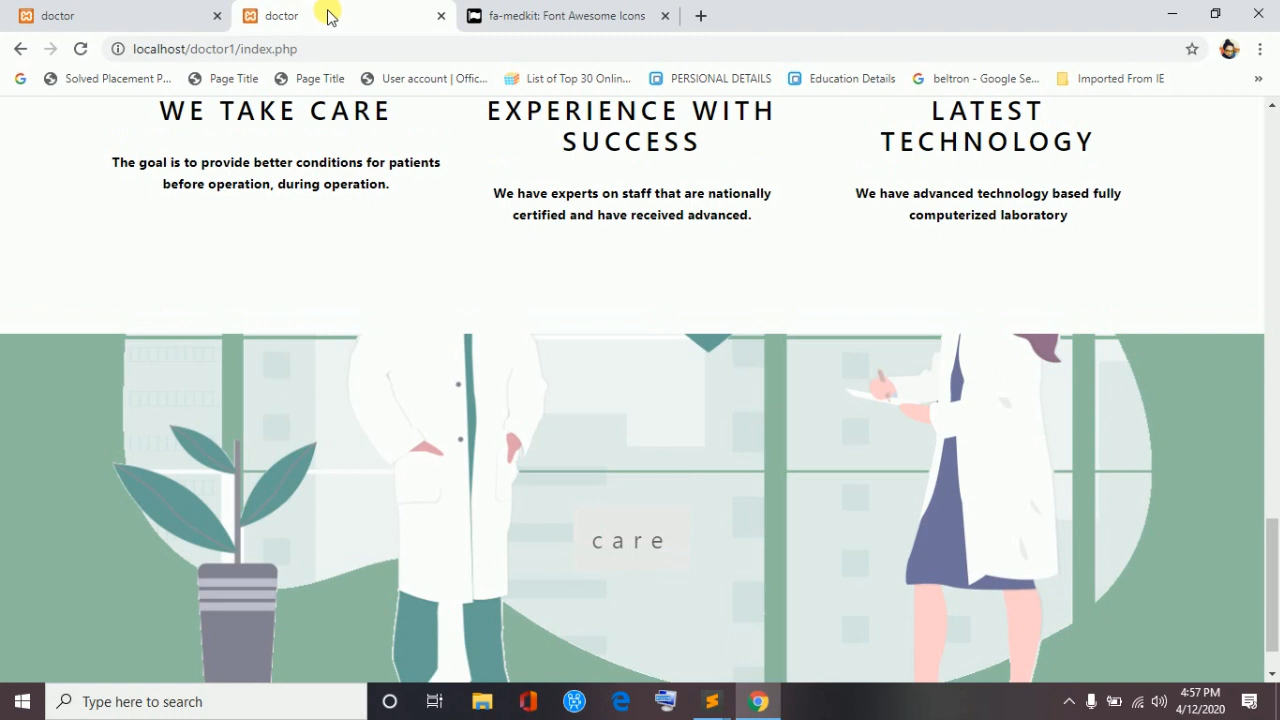 doctor
doctor
fa-medkit: Font Awesome Icons
localhost/doctor1/index.php
Solved Placement P...
Page Title
Page Title
User account | Offic...
List of Top 30 Onlin...
PERSIONAL DETAILS
Education Details
beltron - Google Se...
Imported From IE
WE TAKE CARE
The goal is to provide better conditions for patients
before operation, during operation.
EXPERIENCE WITH
SUCCESS
We have experts on staff that are nationally
certified and have received advanced.
LATEST
TECHNOLOGY
We have advanced technology based fully
computerized laboratory
care
Type here to search
4:57 PM
4/12/2020